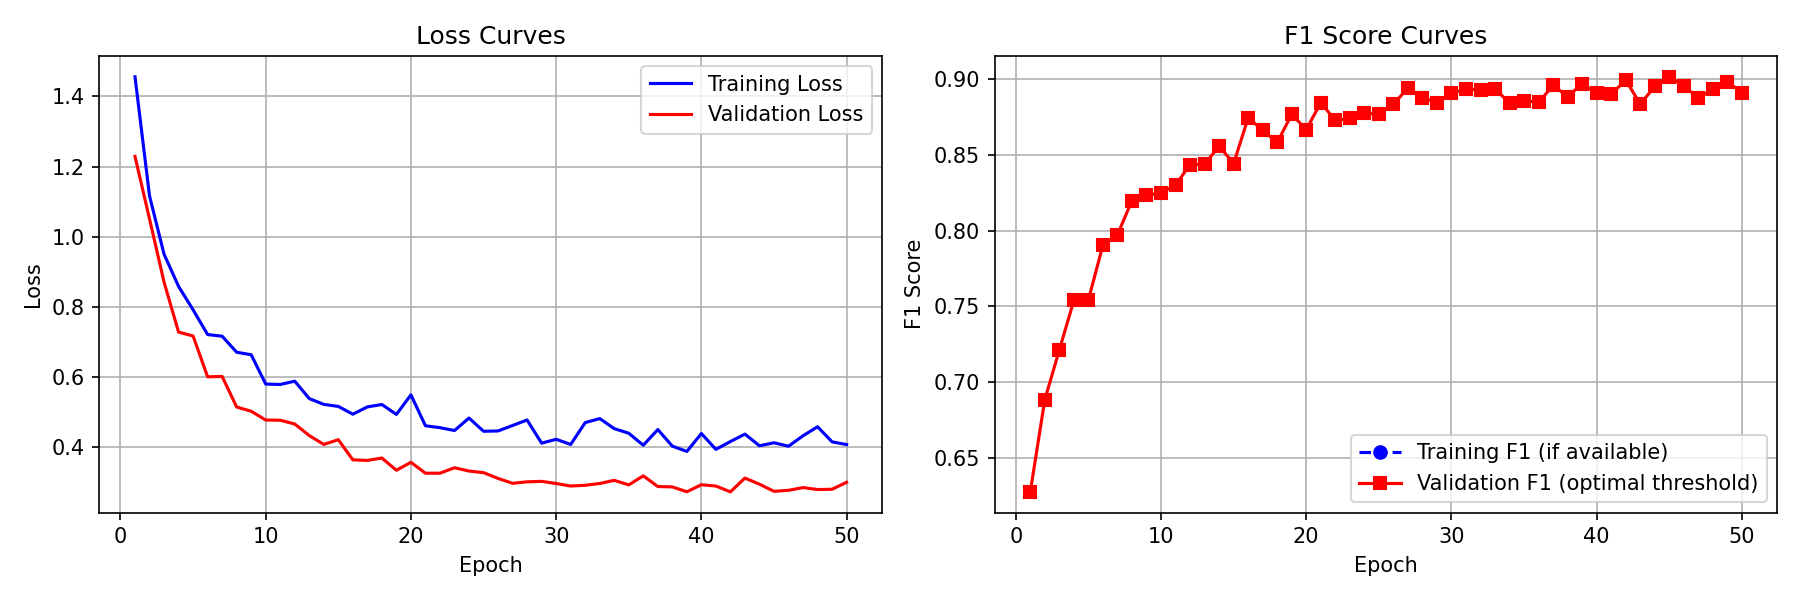 Loss Curves
Training Loss
Validation Loss
1.4
1.2
1.0
0.8
0.6
0.4
Loss
0 10 20 30 40 50
Epoch
F1 Score Curves
0.90
0.85
0.80
0.75
0.70
0.65
F1 Score
Training F1 (if available)
Validation F1 (optimal threshold)
0 10 20 30 40 50
Epoch